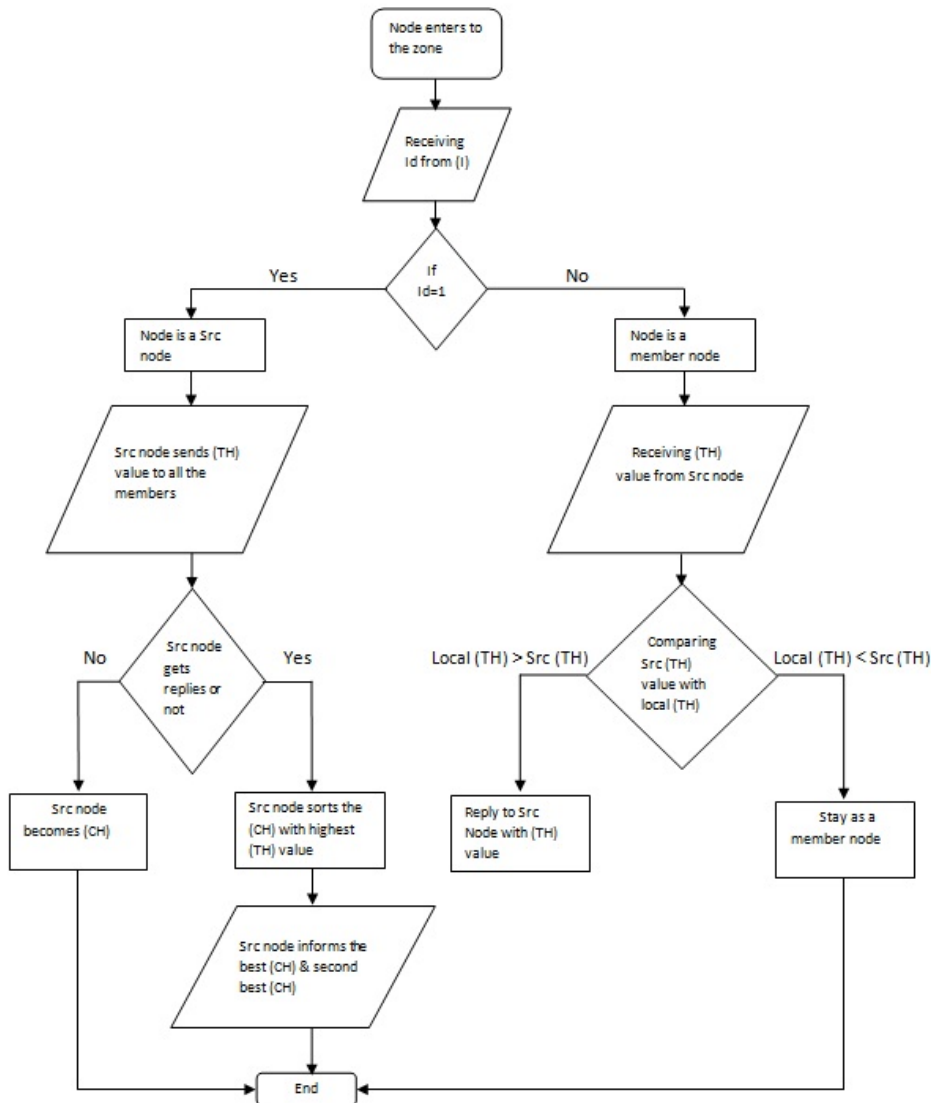 Node enters to
the zone
Receiving
Id from (I)
If
Id=1
Yes
No
Node is a Src
node
Node is a
member node
Src node sends (TH)
value to all the
members
Receiving (TH)
value from Src node
Src node
gets
replies or
not
No
Yes
Comparing
Src (TH)
value with
local (TH)
Local (TH) > Src (TH)
Local (TH) < Src (TH)
Src node
becomes (CH)
Src node sorts the
(CH) with highest
(TH) value
Reply to Src
Node with (TH)
value
Stay as a
member node
Src node informs the
best (CH) & second
best (CH)
End